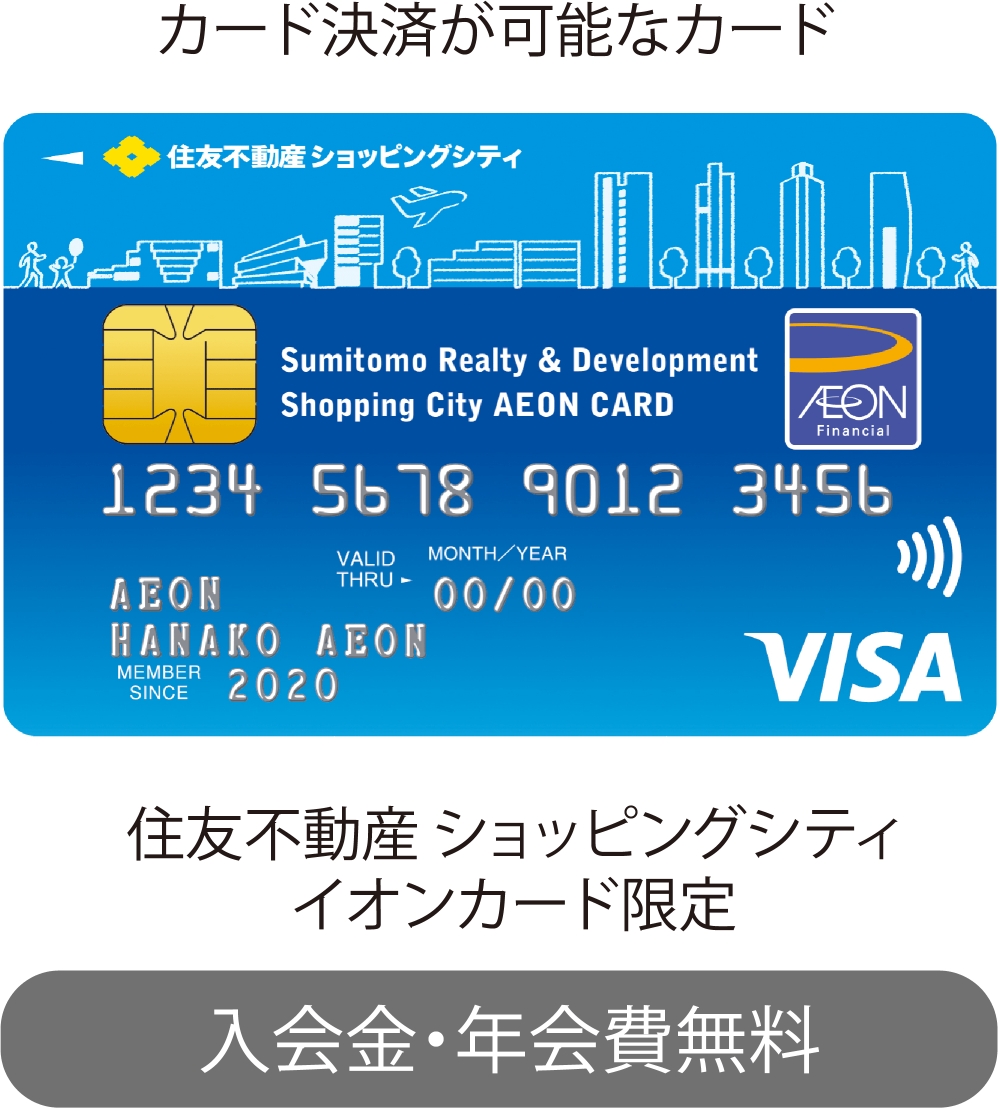 カード決済が可能なカード
住友不動産 ショッピングシティ
Sumitomo Realty & Development
Shopping City AEON CARD
AEON
Financial
1234 5678 9012 3456
VALID
THRU
MONTH/YEAR
00/00
AEON
HANAKO AEON
MEMBER
SINCE
2020
VISA
住友不動産 ショッピングシティ
イオンカード限定
入会金・年会費無料